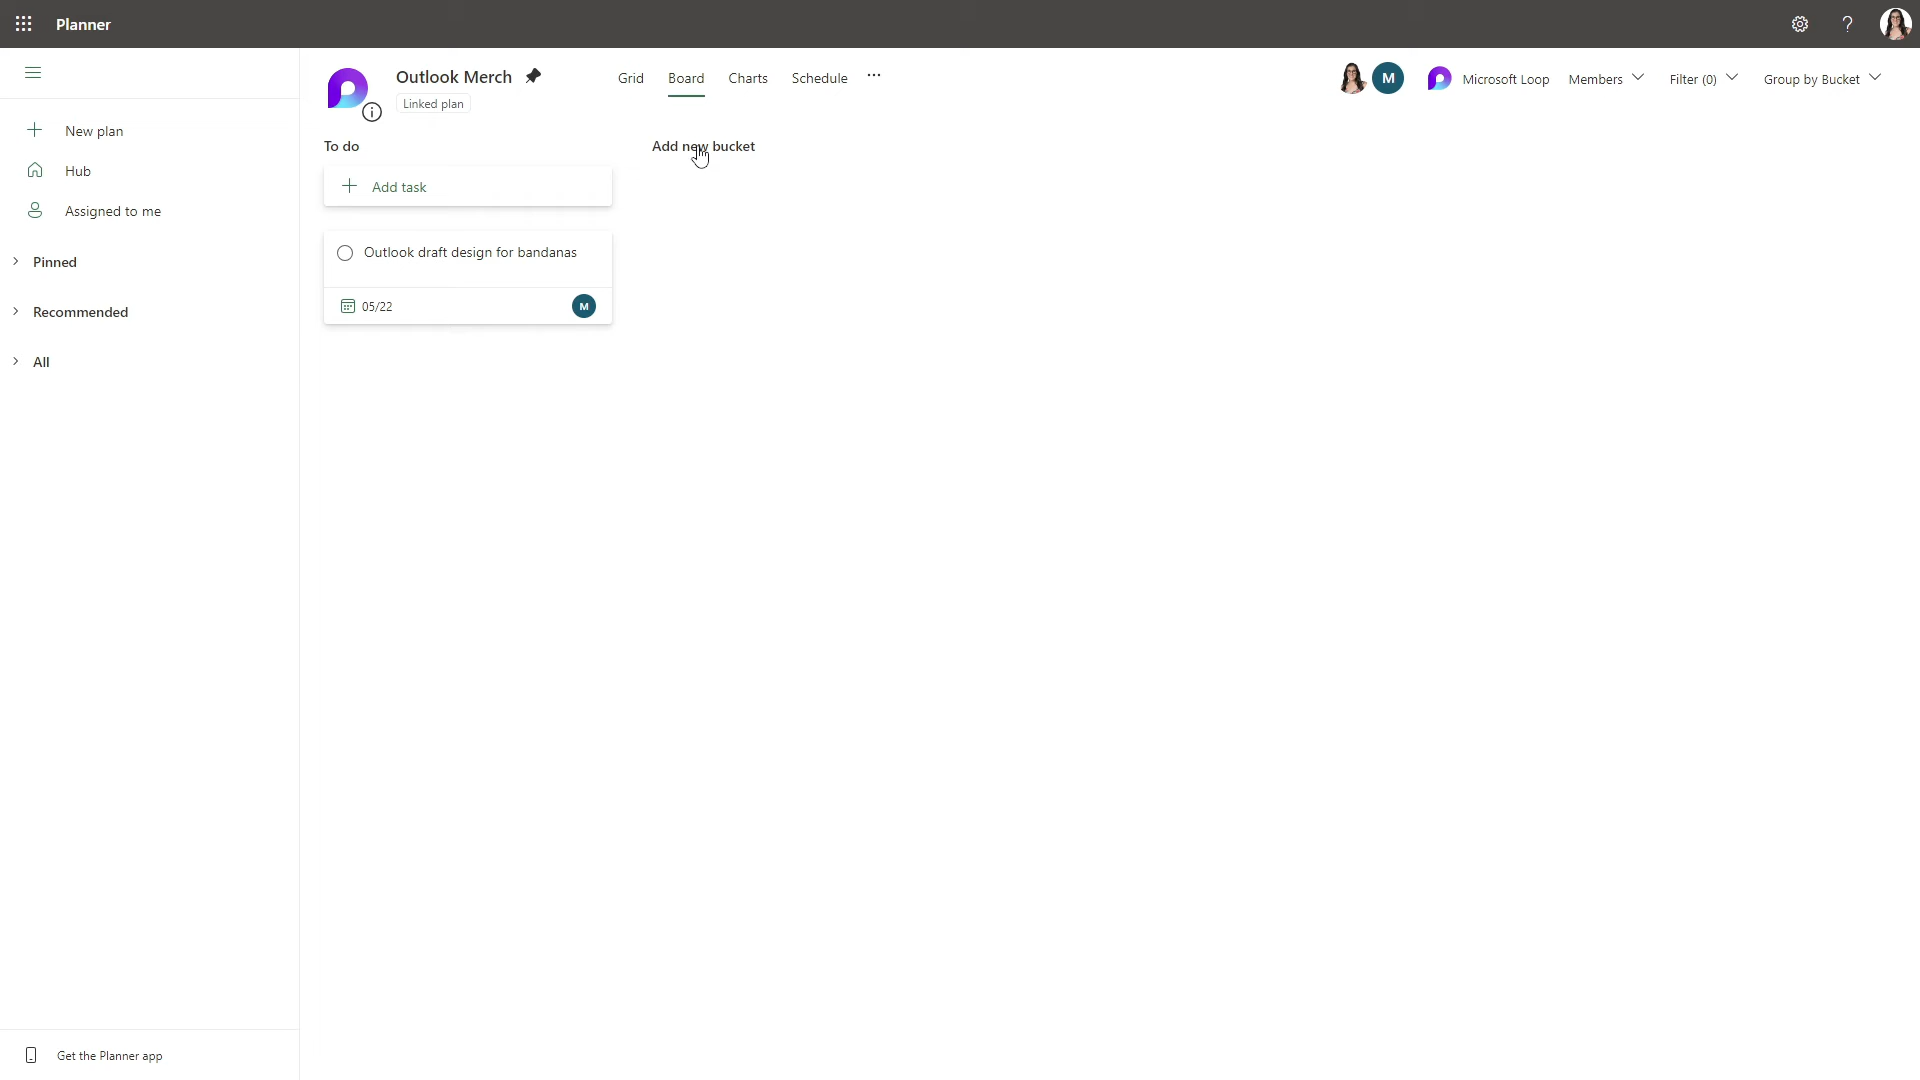 Planner
?
Outlook Merch
Linked plan
Grid
Board
Charts
Schedule
...
M
Microsoft Loop
Members
Filter (0)
Group by Bucket
New plan
Hub
Assigned to me
Pinned
Recommended
All
To do
Add new bucket
Add task
Outlook draft design for bandanas
05/22
M
Get the Planner app